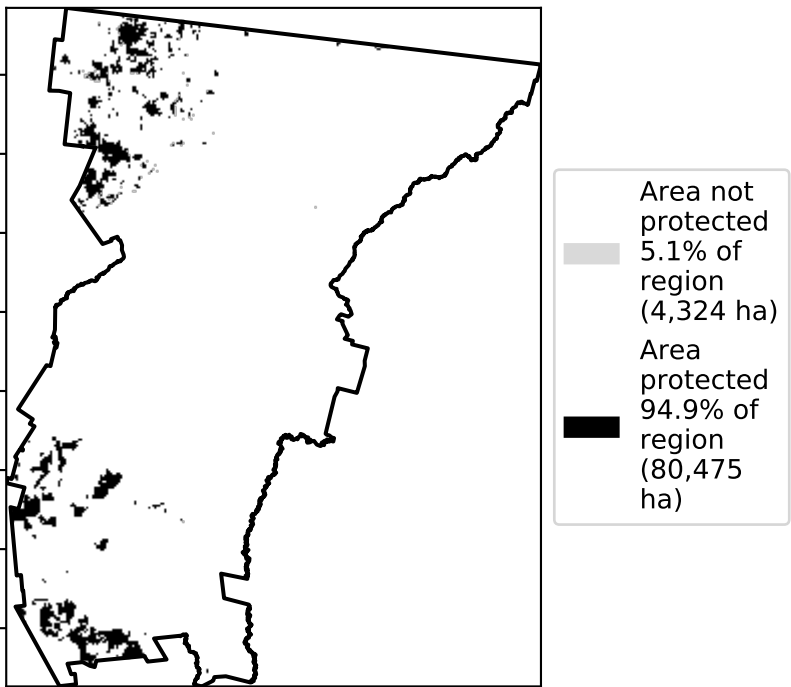 Area not
protected
5.1% of
region
(4,324 ha)
Area
protected
94.9% of
region
(80,475
ha)